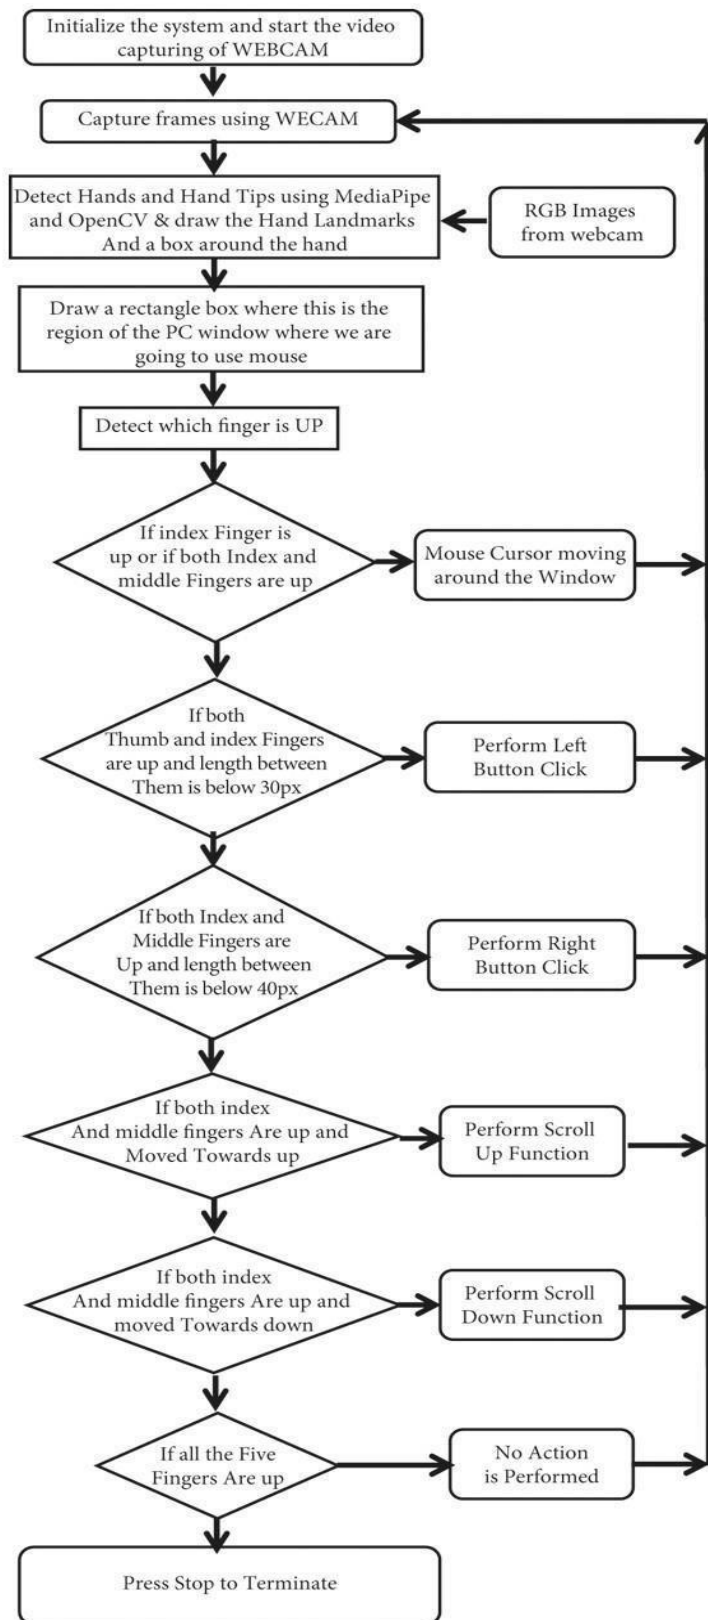 Initialize the system and start the video
capturing of WEBCAM
Capture frames using WECAM
Detect Hands and Hand Tips using MediaPipe
and OpenCV & draw the Hand Landmarks
And a box around the hand
RGB Images
from webcam
Draw a rectangle box where this is the
region of the PC window where we are
going to use mouse
Detect which finger is UP
If index Finger is
up or if both Index and
middle Fingers are up
Mouse Cursor moving
around the Window
If both
Thumb and index Fingers
are up and length between
Them is below 30px
Perform Left
Button Click
If both Index and
Middle Fingers are
Up and length between
Them is below 40px
Perform Right
Button Click
If both index
And middle fingers Are up and
Moved Towards up
Perform Scroll
Up Function
If both index
And middle fingers Are up and
moved Towards down
Perform Scroll
Down Function
If all the Five
Fingers Are up
No Action
is Performed
Press Stop to Terminate